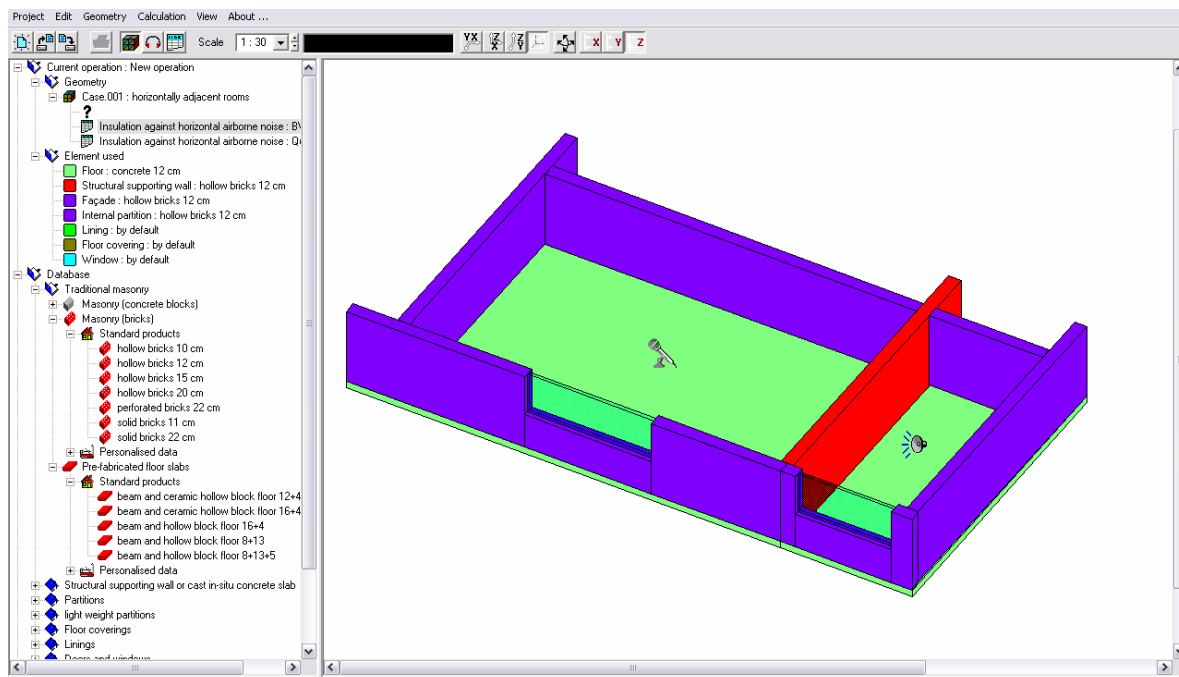 Project Edit Geometry Calculation View About ...
Scale 1 : 30 YX Z X Z Y X Y Z
Current operation : New operation
Geometry
Case.001 : horizontally adjacent rooms
?
Insulation against horizontal airborne noise : B
Insulation against horizontal airborne noise : Q
Element used
Floor : concrete 12 cm
Structural supporting wall : hollow bricks 12 cm
Façade : hollow bricks 12 cm
Internal partition : hollow bricks 12 cm
Lining : by default
Floor covering : by default
Window : by default
Database
Traditional masonry
Masonry (concrete blocks)
Masonry (bricks)
Standard products
hollow bricks 10 cm
hollow bricks 12 cm
hollow bricks 15 cm
hollow bricks 20 cm
perforated bricks 22 cm
solid bricks 11 cm
solid bricks 22 cm
Personalised data
Pre-fabricated floor slabs
Standard products
beam and ceramic hollow block floor 12+4
beam and ceramic hollow block floor 16+4
beam and hollow block floor 16+4
beam and hollow block floor 8+13
beam and hollow block floor 8+13+5
Personalised data
Structural supporting wall or cast in-situ concrete slab
Partitions
light weight partitions
Floor coverings
Linings
Doors and windows